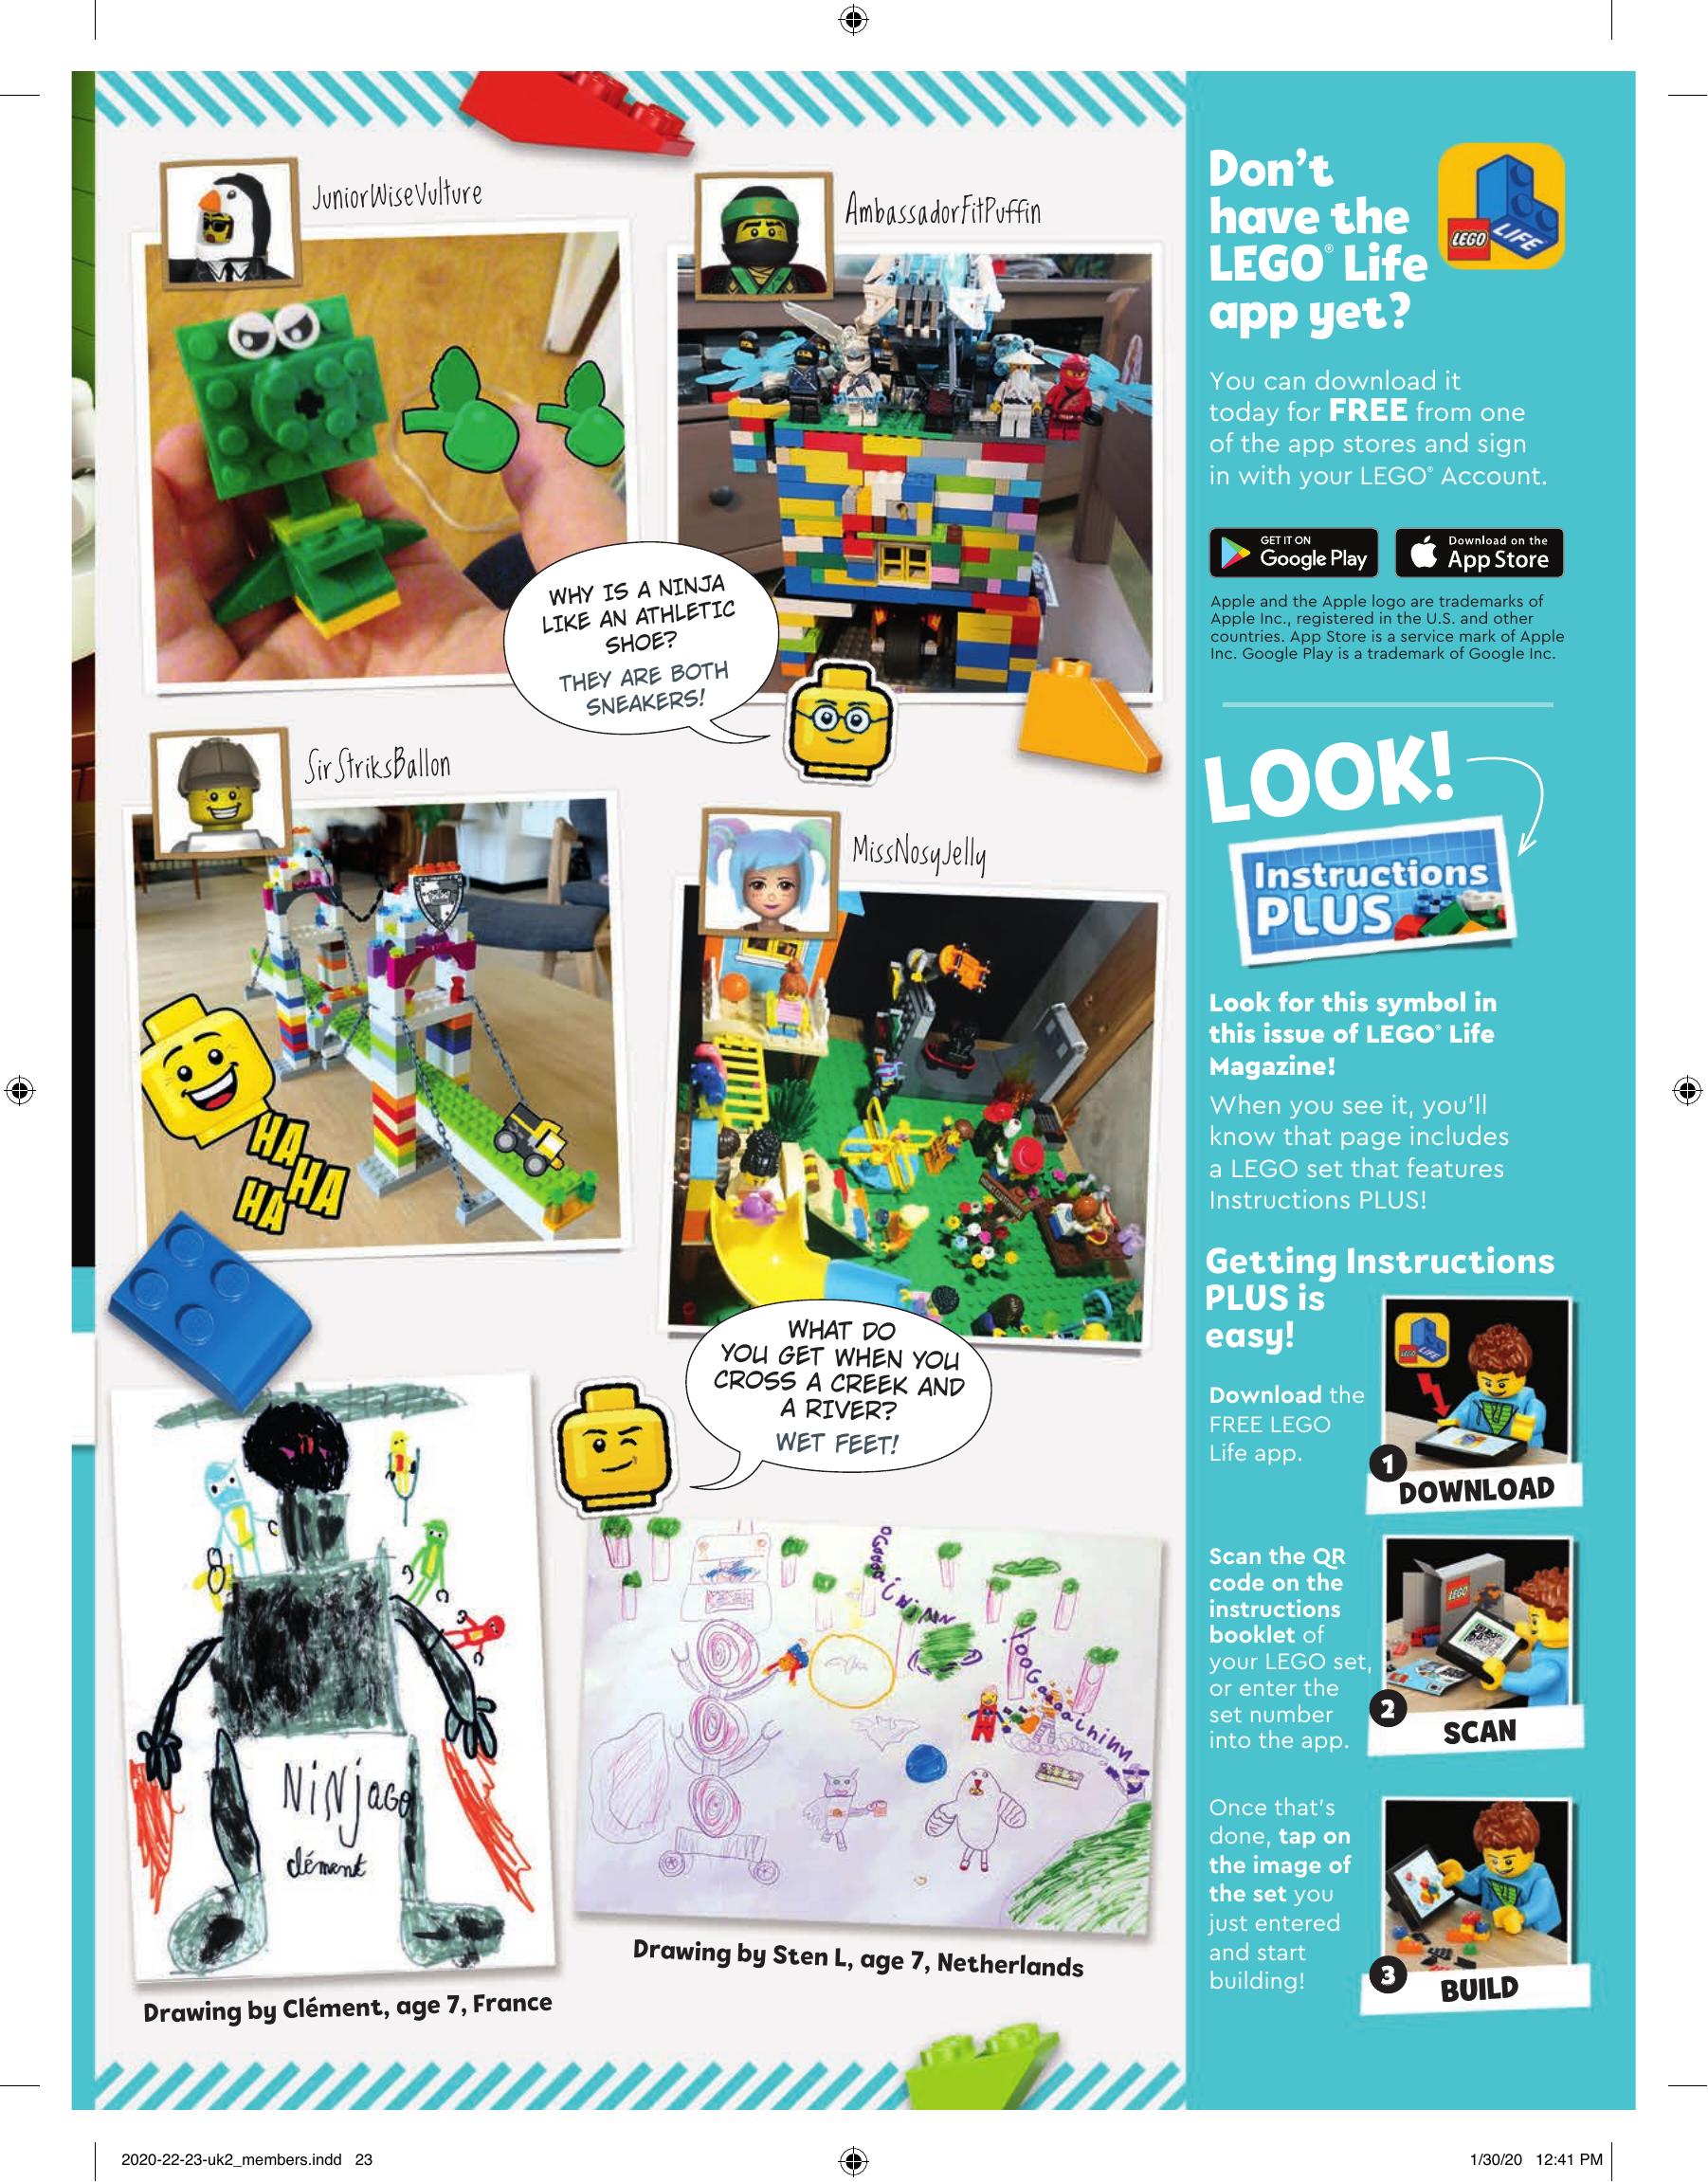 JuniorWiseVulture
AmbassadorFitPuffin
WHY IS A NINJA
LIKE AN ATHLETIC
SHOE?
THEY ARE BOTH
SNEAKERS!
SirStriksBallon
MissNosyJelly
HA
HA
HA
WHAT DO
YOU GET WHEN YOU
CROSS A CREEK AND
A RIVER?
WET FEET!
NiNjaGo
clément
Drawing by Clément, age 7, France
Drawing by Sten L, age 7, Netherlands
Don't
have the
LEGO® Life
app yet?
LEGO LIFE
You can download it
today for FREE from one
of the app stores and sign
in with your LEGO® Account.
GET IT ON
Google Play
Download on the
App Store
Apple and the Apple logo are trademarks of
Apple Inc., registered in the U.S. and other
countries. App Store is a service mark of Apple
Inc. Google Play is a trademark of Google Inc.
LOOK!
Instructions
PLUS
Look for this symbol in
this issue of LEGO® Life
Magazine!
When you see it, you'll
know that page includes
a LEGO set that features
Instructions PLUS!
Getting Instructions
PLUS is
easy!
Download the
FREE LEGO
Life app.
LEGO LIFE
1
DOWNLOAD
Scan the QR
code on the
instructions
booklet of
your LEGO set,
or enter the
set number
into the app.
LEGO
2
SCAN
Once that's
done, tap on
the image of
the set you
just entered
and start
building!
3
BUILD
2020-22-23-uk2_members.indd 23
1/30/20 12:41 PM